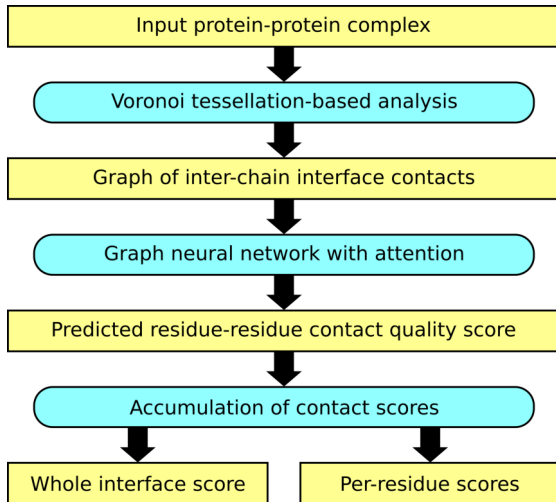 Input protein-protein complex
Voronoi tessellation-based analysis
Graph of inter-chain interface contacts
Graph neural network with attention
Predicted residue-residue contact quality score
Accumulation of contact scores
Whole interface score
Per-residue scores